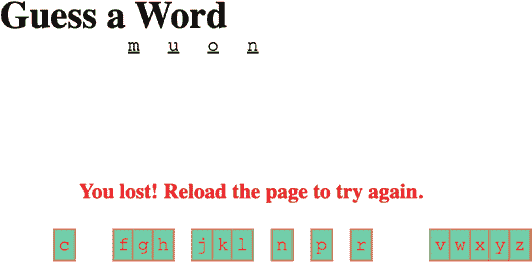 Guess a Word
m u o n
You lost! Reload the page to try again.
c f g h j k l n p r v w x y z